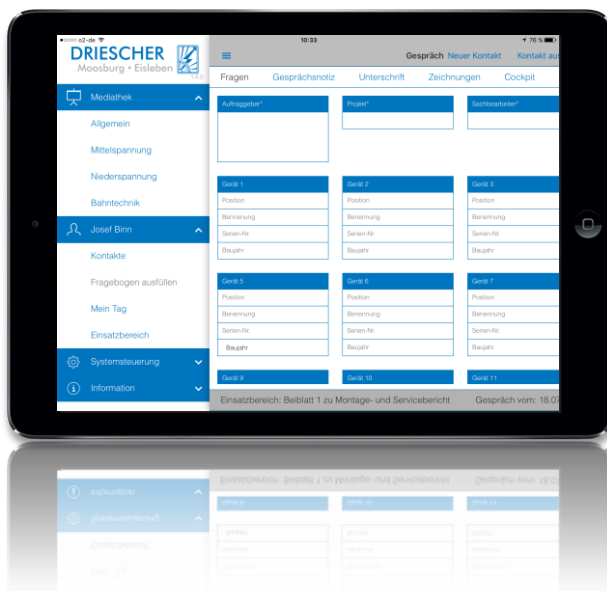 o2-de
10:33
76 %
DRIESCHER
Moosburg • Eisleben
1.4.0
Mediathek
Allgemein
Mittelspannung
Niederspannung
Bahntechnik
Josef Binn
Kontakte
Fragebogen ausfüllen
Mein Tag
Einsatzbereich
Systemsteuerung
Information
Gespräch Neuer Kontakt Kontakt aus
Fragen Gesprächsnotiz Unterschrift Zeichnungen Cockpit
Auftraggeber* Projekt* Sachbearbeiter*
Gerät 1 Gerät 2 Gerät 3
Position Position Position
Benennung Benennung Benennung
Serien-Nr. Serien-Nr. Serien-Nr.
Baujahr Baujahr Baujahr
Gerät 5 Gerät 6 Gerät 7
Position Position Position
Benennung Benennung Benennung
Serien-Nr. Serien-Nr. Serien-Nr.
Baujahr Baujahr Baujahr
Gerät 9 Gerät 10 Gerät 11
Einsatzbereich: Beiblatt 1 zu Montage- und Servicebericht Gespräch vom: 18.07